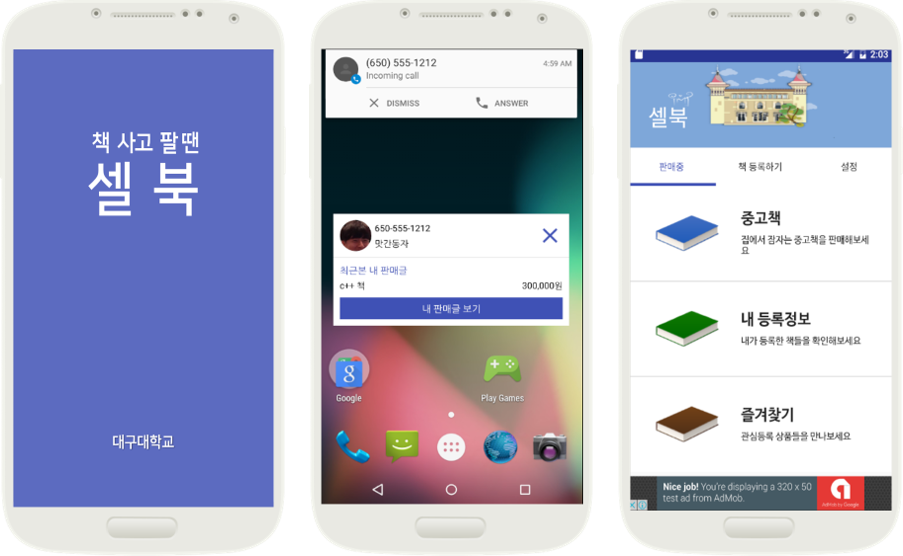 책 사고 팔땐
셀 북
대구대학교
(650) 555-1212
4:59 AM
Incoming call
DISMISS
ANSWER
650-555-1212
맛간동자
최근본 내 판매글
c++ 책
300,000원
내 판매글 보기
Google
Play Games
2:03
셀북
판매중
책 등록하기
설정
중고책
집에서 잠자는 중고책을 판매해보세
요
내 등록정보
내가 등록한 책들을 확인해보세요
즐겨찾기
관심등록 상품들을 만나보세요
Nice job! You're displaying a 320 x 50
test ad from AdMob.
AdMob by Google